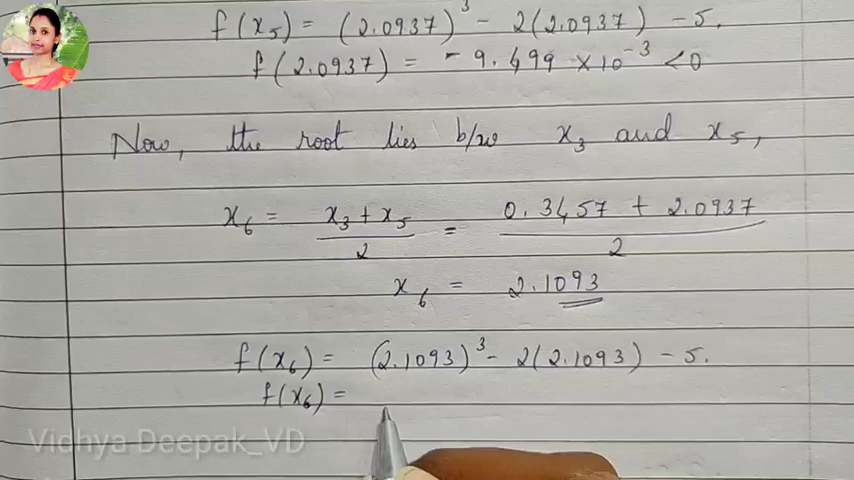 f(x₅) = (2.0937)³ - 2(2.0937) - 5.
f(2.0937) = -9.499 × 10⁻³ < 0
Now, the root lies b/w x₃ and x₅,
x₆ = x₃ + x₅ / 2 = 0.3457 + 2.0937 / 2
x₆ = 2.1093
f(x₆) = (2.1093)³ - 2(2.1093) - 5.
f(x₆) =
Vidhya Deepak_VD